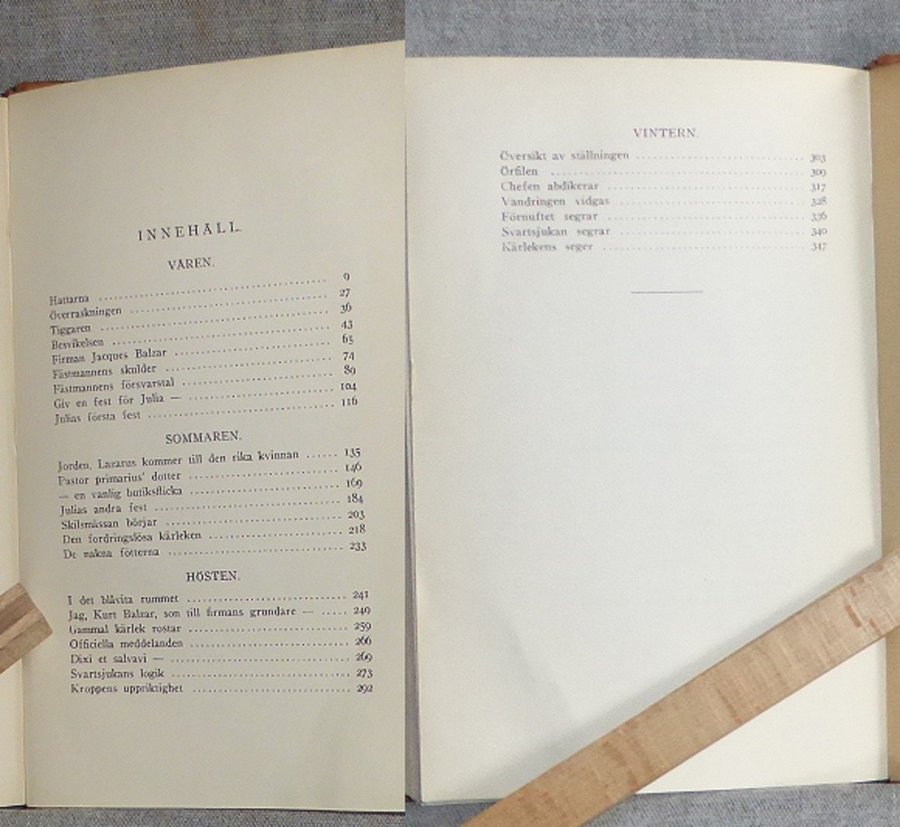 INNEHÅLL.
VÅREN.
Hattarna 9
Överraskningen 27
Tiggaren 36
Besvikelsen 43
Firman Jacques Balzar 65
Fästmannens skulder 74
Fästmannens försvarstal 89
Giv en fest för Julia — 104
Julias första fest 116
SOMMAREN.
Jorden, Lazarus kommer till den rika kvinnan 135
Pastor primarius' dotter 146
— en vanlig butiksflicka 169
Julias andra fest 184
Skilsmässan börjar 203
Den fordringslösa kärleken 218
De nakna fötterna 233
HÖSTEN.
I det blåvita rummet 241
Jag, Kurt Balzar, son till firmans grundare — 249
Gammal kärlek rostar 259
Officiella meddelanden 266
Dixi et salvavi — 269
Svartsjukans logik 273
Kroppens uppriktighet 292
VINTERN.
Översikt av ställningen 303
Örfilen 309
Chefen abdikerar 317
Vandringen vidgas 328
Förnuftet segrar 336
Svartsjukan segrar 340
Kärlekens seger 347